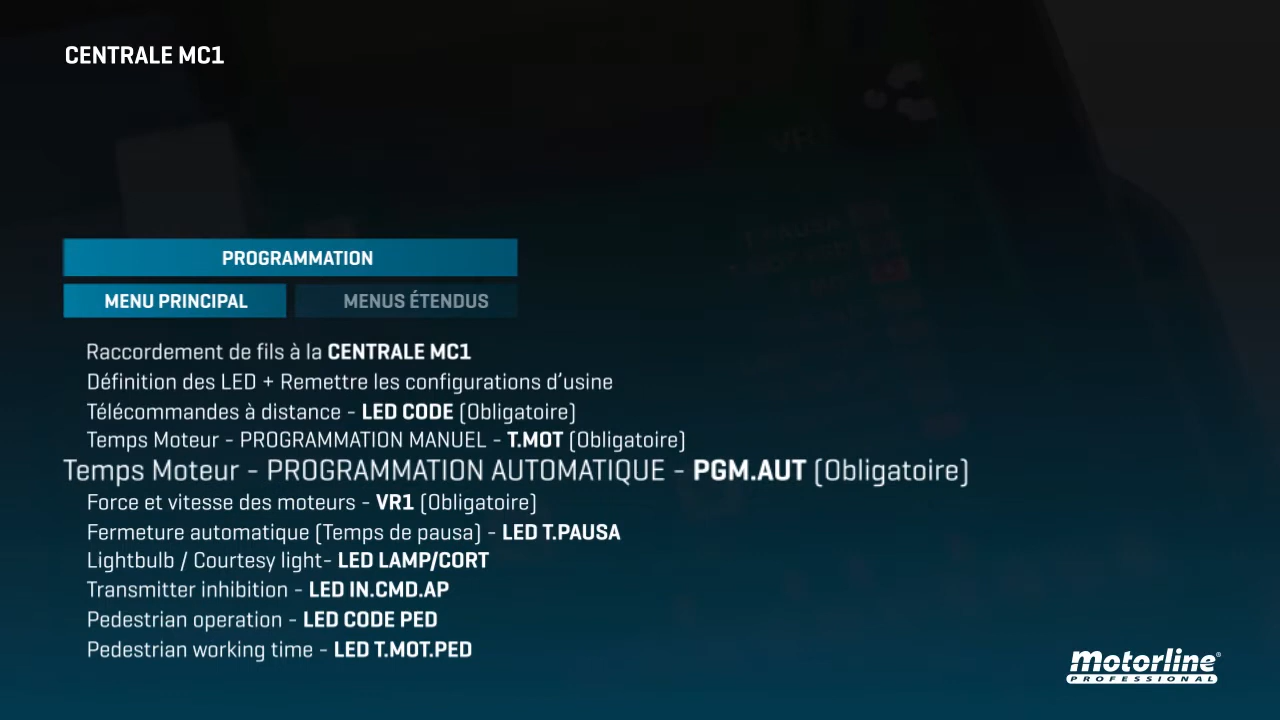 CENTRALE MC1
PROGRAMMATION
MENU PRINCIPAL
MENUS ÉTENDUS
Raccordement de fils à la CENTRALE MC1
Définition des LED + Remettre les configurations d'usine
Télécommandes à distance - LED CODE (Obligatoire)
Temps Moteur - PROGRAMMATION MANUEL - T.MOT (Obligatoire)
Temps Moteur - PROGRAMMATION AUTOMATIQUE - PGM.AUT (Obligatoire)
Force et vitesse des moteurs - VR1 (Obligatoire)
Fermeture automatique (Temps de pausa) - LED T.PAUSA
Lightbulb / Courtesy light- LED LAMP/CORT
Transmitter inhibition - LED IN.CMD.AP
Pedestrian operation - LED CODE PED
Pedestrian working time - LED T.MOT.PED
Motorline®
PROFESSIONAL